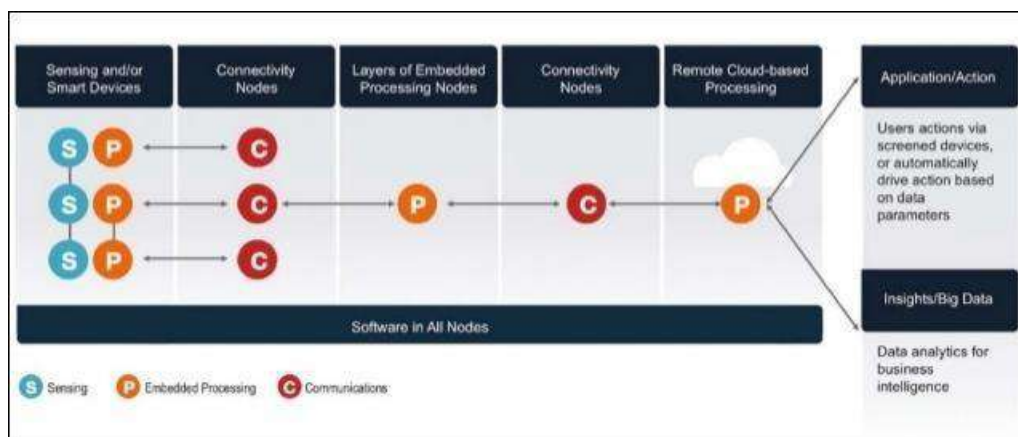 Sensing and/or
Smart Devices
Connectivity
Nodes
Layers of Embedded
Processing Nodes
Connectivity
Nodes
Remote Cloud-based
Processing
S P C
S P C P C P
S P C
Software in All Nodes
S Sensing
P Embedded Processing
C Communications
Application/Action
Users actions via
screened devices,
or automatically
drive action based
on data
parameters
Insights/Big Data
Data analytics for
business
intelligence